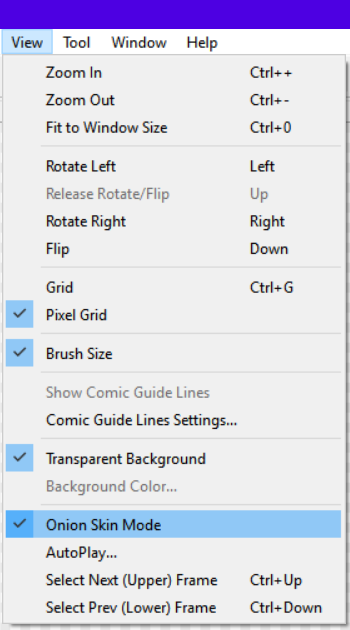 View Tool Window Help
Zoom In Ctrl++
Zoom Out Ctrl+-
Fit to Window Size Ctrl+0
Rotate Left Left
Release Rotate/Flip Up
Rotate Right Right
Flip Down
Grid Ctrl+G
Pixel Grid
Brush Size
Show Comic Guide Lines
Comic Guide Lines Settings...
Transparent Background
Background Color...
Onion Skin Mode
AutoPlay...
Select Next (Upper) Frame Ctrl+Up
Select Prev (Lower) Frame Ctrl+Down